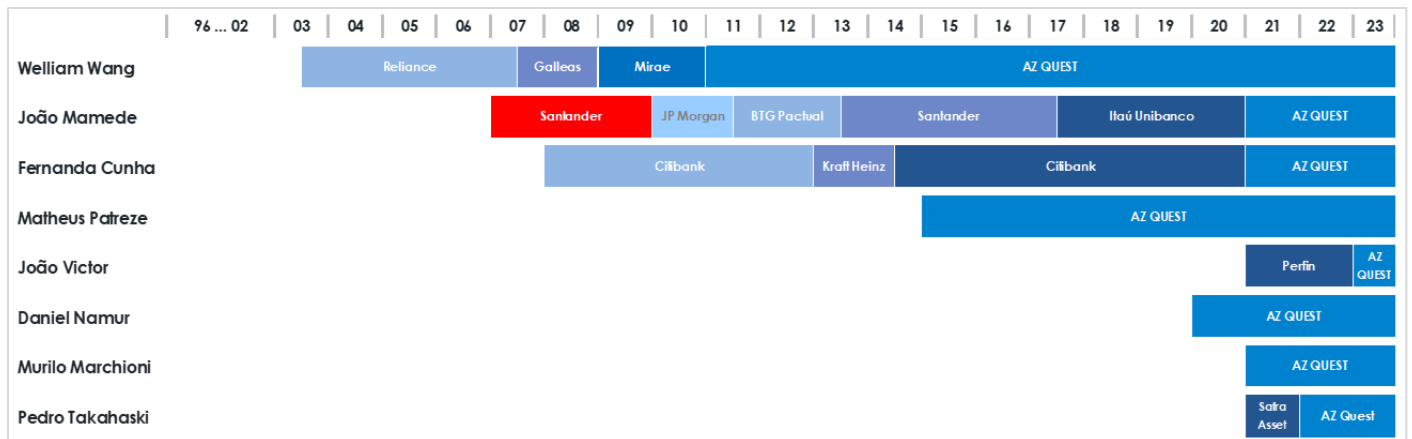 96 ... 02 | 03 | 04 | 05 | 06 | 07 | 08 | 09 | 10 | 11 | 12 | 13 | 14 | 15 | 16 | 17 | 18 | 19 | 20 | 21 | 22 | 23
Welliam Wang Reliance Galleas Mirae AZ QUEST
João Mamede Santander JP Morgan BTG Pactual Santander Itaú Unibanco AZ QUEST
Fernanda Cunha Citibank Kraft Heinz Citibank AZ QUEST
Matheus Patreze AZ QUEST
João Victor Perfin AZ QUEST
Daniel Namur AZ QUEST
Murilo Marchioni AZ QUEST
Pedro Takahaski Safra Asset AZ Quest